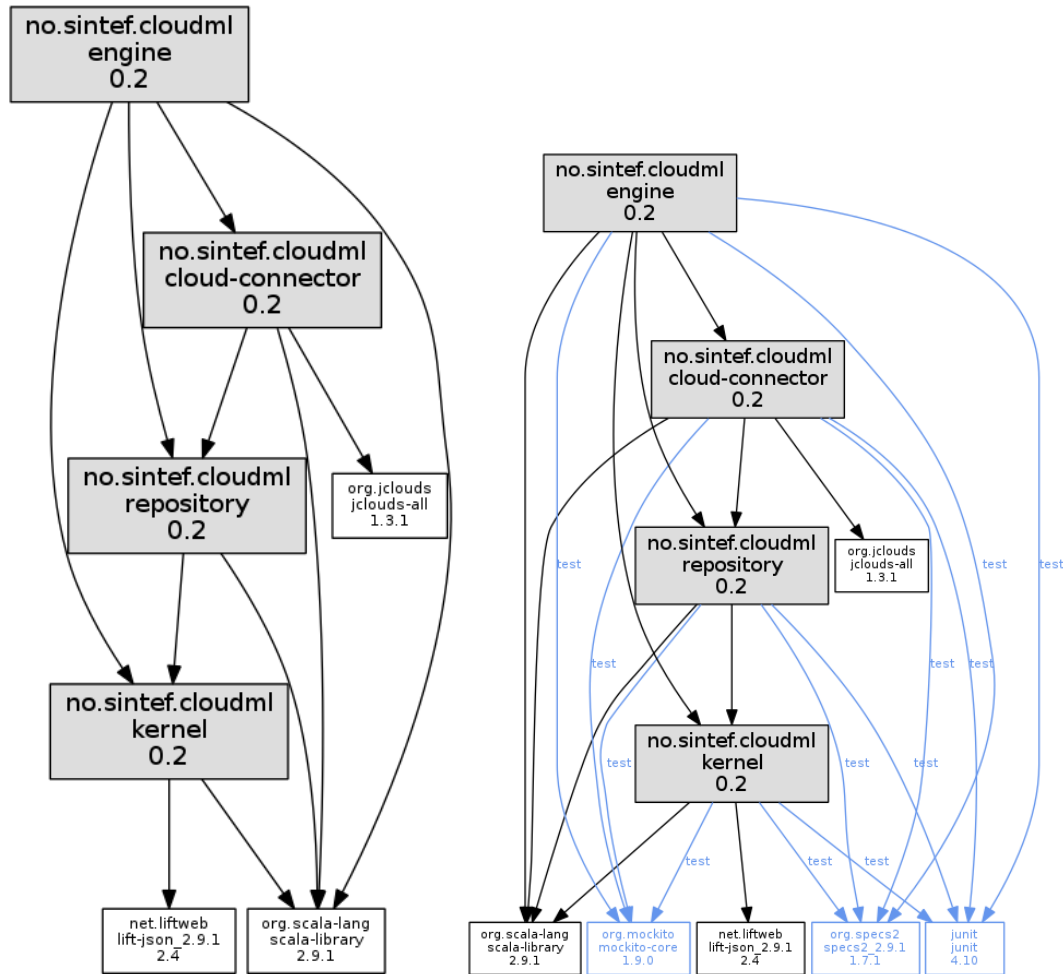 no.sintef.cloudml
engine
0.2
no.sintef.cloudml
cloud-connector
0.2
no.sintef.cloudml
repository
0.2
org.jclouds
jclouds-all
1.3.1
no.sintef.cloudml
kernel
0.2
net.liftweb
lift-json_2.9.1
2.4
org.scala-lang
scala-library
2.9.1
no.sintef.cloudml
engine
0.2
no.sintef.cloudml
cloud-connector
0.2
no.sintef.cloudml
repository
0.2
org.jclouds
jclouds-all
1.3.1
test
test
test
test
test
test
no.sintef.cloudml
kernel
0.2
test
test
test
test
test
test
org.scala-lang
scala-library
2.9.1
org.mockito
mockito-core
1.9.0
net.liftweb
lift-json_2.9.1
2.4
org.specs2
specs2_2.9.1
1.7.1
junit
junit
4.10